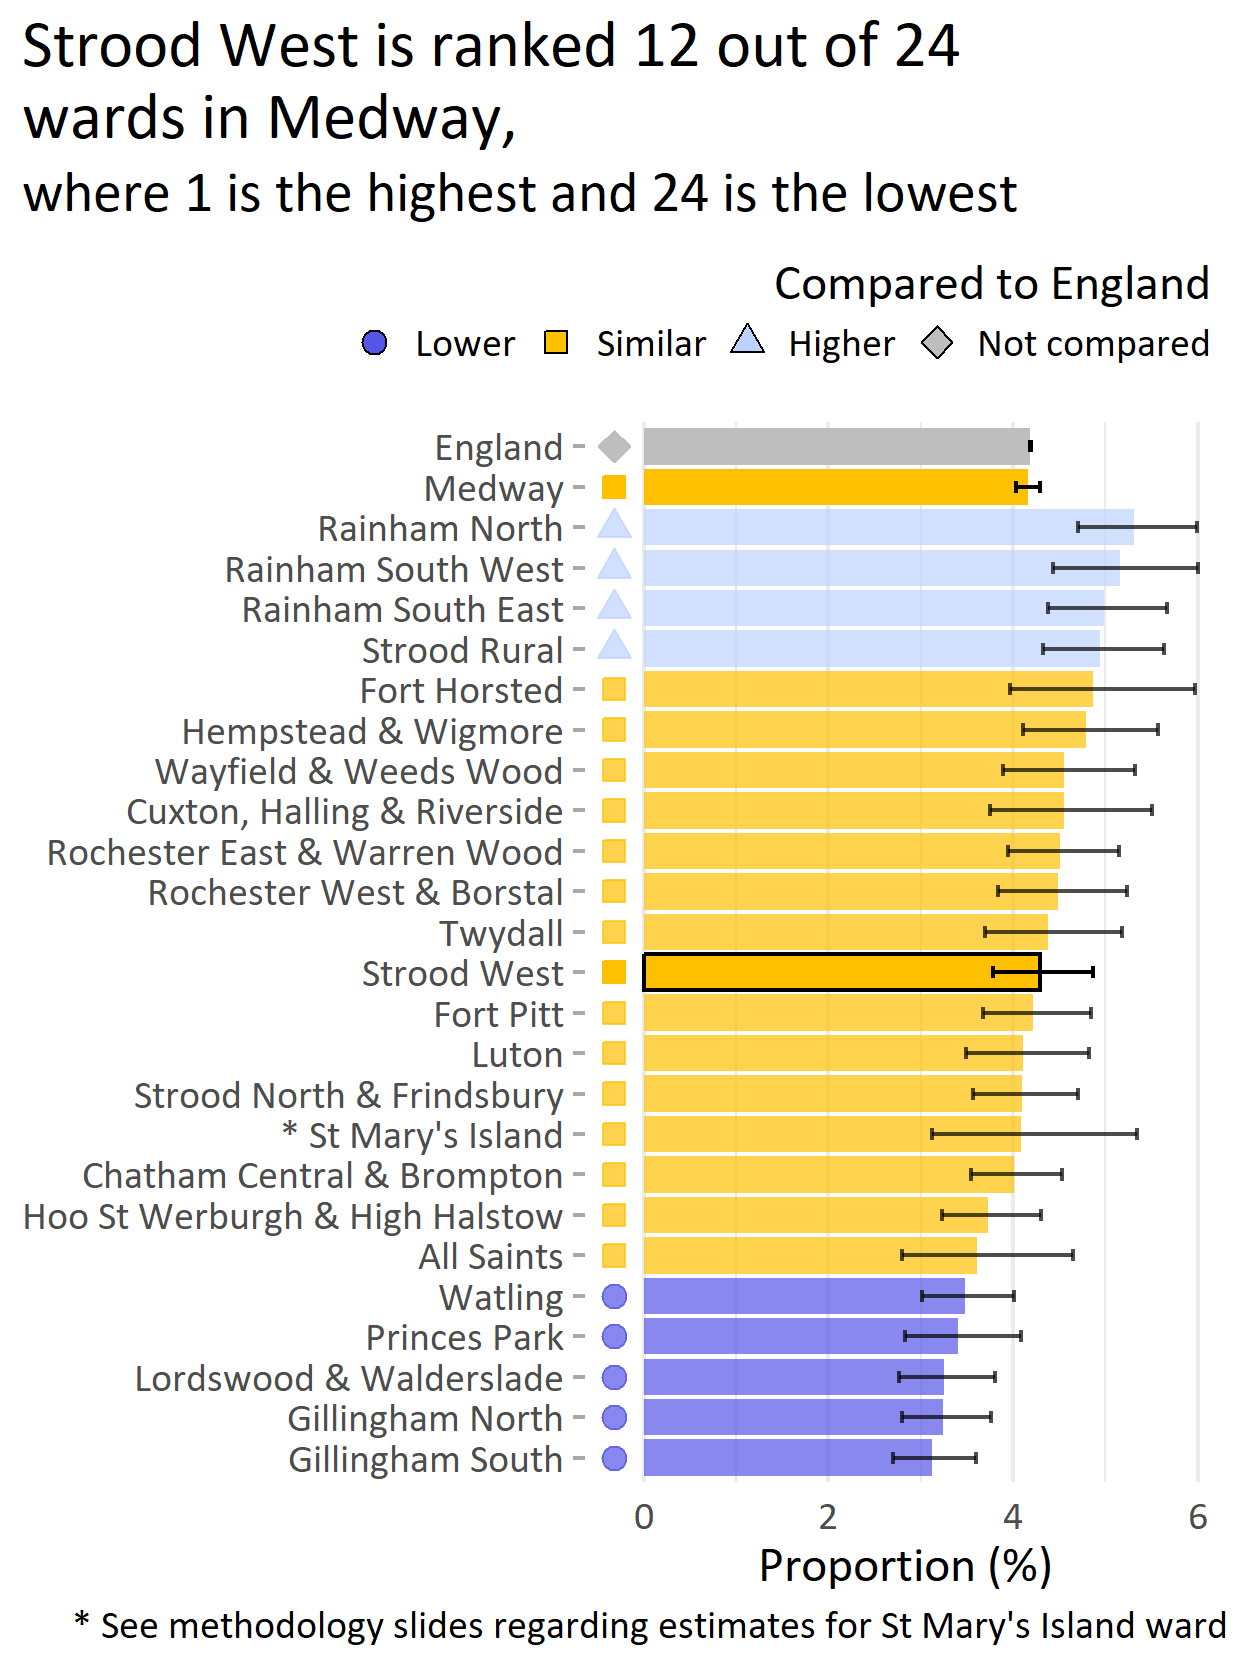 Strood West is ranked 12 out of 24
wards in Medway,
where 1 is the highest and 24 is the lowest
Compared to England
Lower Similar Higher Not compared
England
Medway
Rainham North
Rainham South West
Rainham South East
Strood Rural
Fort Horsted
Hempstead & Wigmore
Wayfield & Weeds Wood
Cuxton, Halling & Riverside
Rochester East & Warren Wood
Rochester West & Borstal
Twydall
Strood West
Fort Pitt
Luton
Strood North & Frindsbury
* St Mary's Island
Chatham Central & Brompton
Hoo St Werburgh & High Halstow
All Saints
Watling
Princes Park
Lordswood & Walderslade
Gillingham North
Gillingham South
0 2 4 6
Proportion (%)
* See methodology slides regarding estimates for St Mary's Island ward